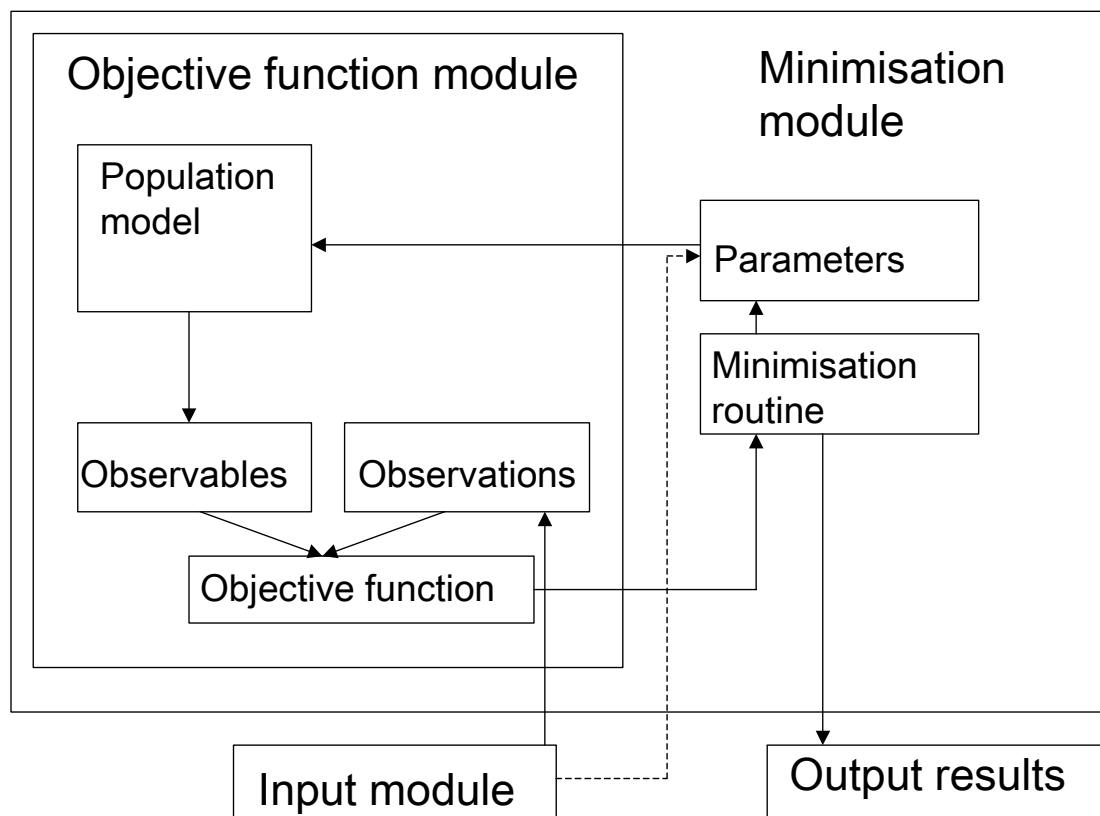 Objective function module
Minimisation
module
Population
model
Parameters
Minimisation
routine
Observables
Observations
Objective function
Input module
Output results